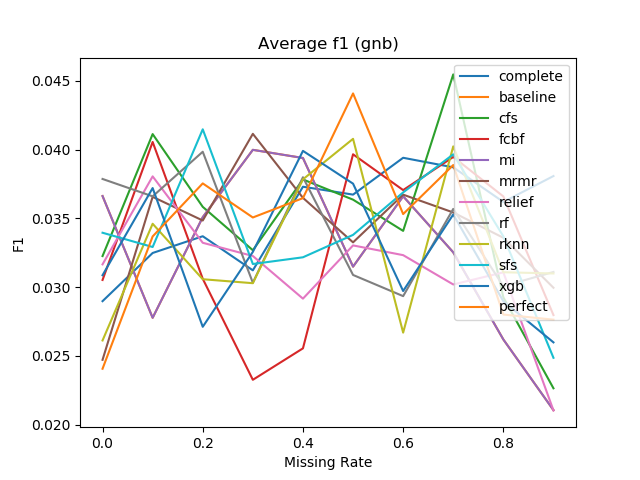 Average f1 (gnb)
0.045
0.040
0.035
0.030
0.025
0.020
F1
0.0
0.2
0.4
0.6
0.8
Missing Rate
complete
baseline
cfs
fcbf
mi
mrmr
relief
rf
rknn
sfs
xgb
perfect